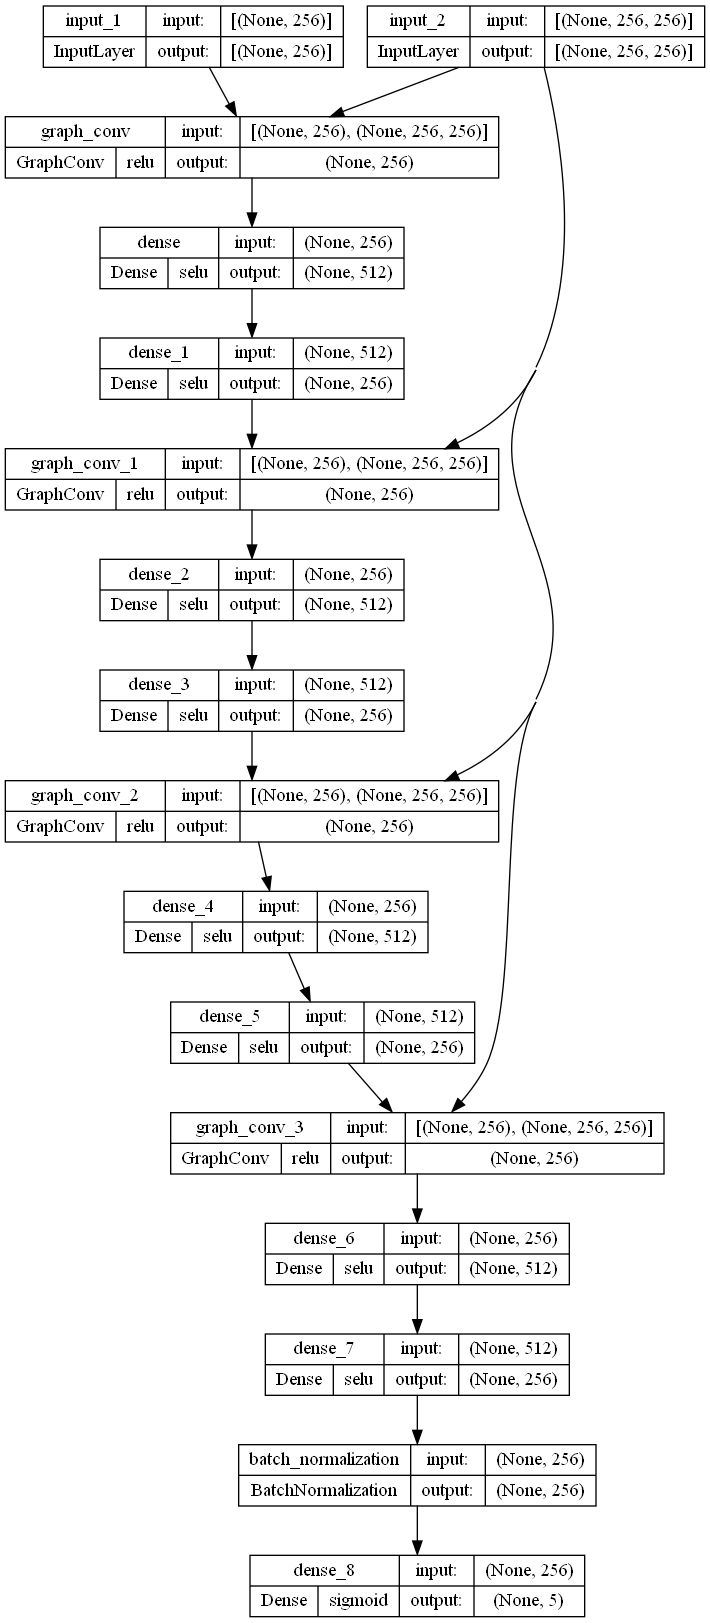 input_1 input: [(None, 256)]
InputLayer output: [(None, 256)]
input_2 input: [(None, 256, 256)]
InputLayer output: [(None, 256, 256)]
graph_conv input: [(None, 256), (None, 256, 256)]
GraphConv relu output: (None, 256)
dense input: (None, 256)
Dense selu output: (None, 512)
dense_1 input: (None, 512)
Dense selu output: (None, 256)
graph_conv_1 input: [(None, 256), (None, 256, 256)]
GraphConv relu output: (None, 256)
dense_2 input: (None, 256)
Dense selu output: (None, 512)
dense_3 input: (None, 512)
Dense selu output: (None, 256)
graph_conv_2 input: [(None, 256), (None, 256, 256)]
GraphConv relu output: (None, 256)
dense_4 input: (None, 256)
Dense selu output: (None, 512)
dense_5 input: (None, 512)
Dense selu output: (None, 256)
graph_conv_3 input: [(None, 256), (None, 256, 256)]
GraphConv relu output: (None, 256)
dense_6 input: (None, 256)
Dense selu output: (None, 512)
dense_7 input: (None, 512)
Dense selu output: (None, 256)
batch_normalization input: (None, 256)
BatchNormalization output: (None, 256)
dense_8 input: (None, 256)
Dense sigmoid output: (None, 5)